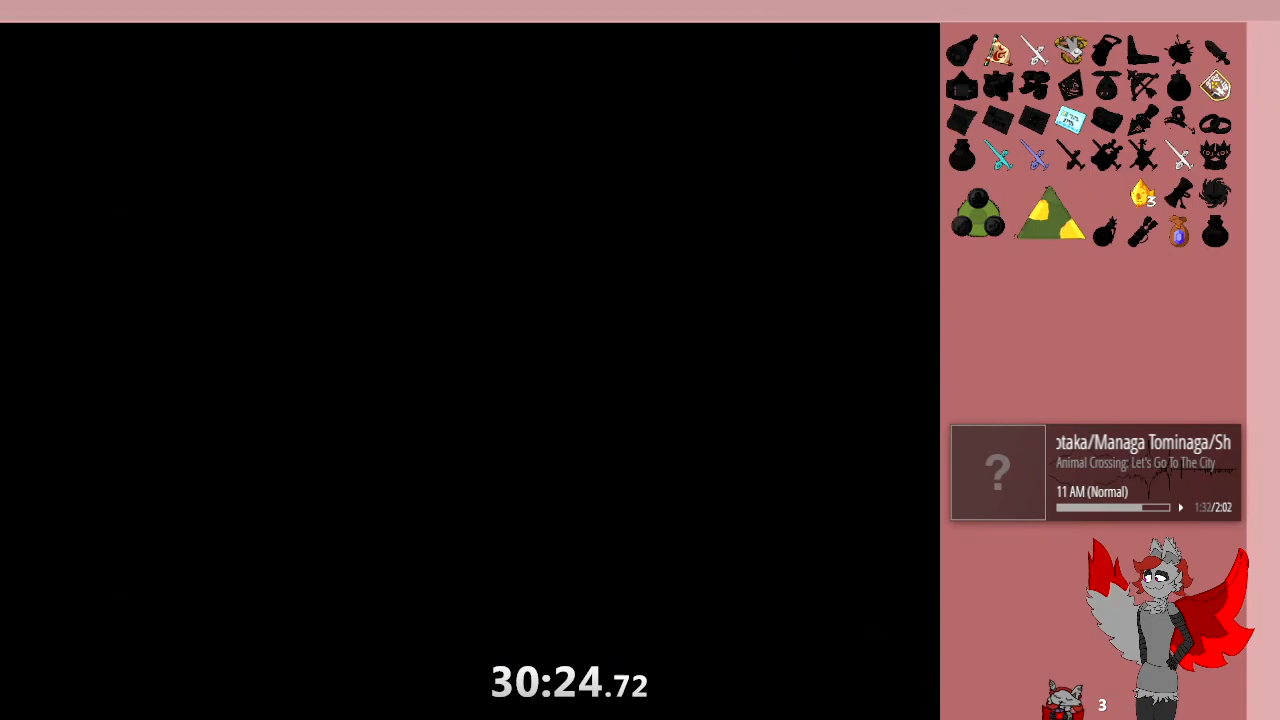 3
?
otaka/Managa Tominaga/Sh
Animal Crossing: Let's Go To The City
11 AM (Normal)
1:32/2:02
30:24.72
3